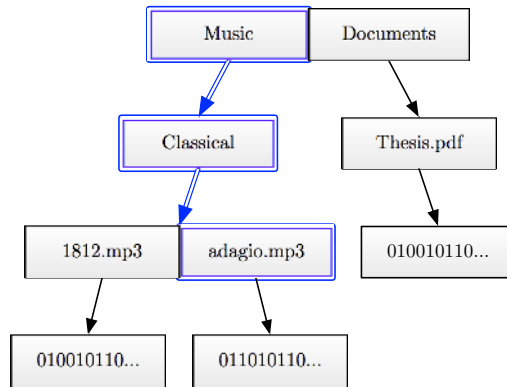 Music Documents
Classical Thesis.pdf
1812.mp3 adagio.mp3 010010110...
010010110... 011010110...